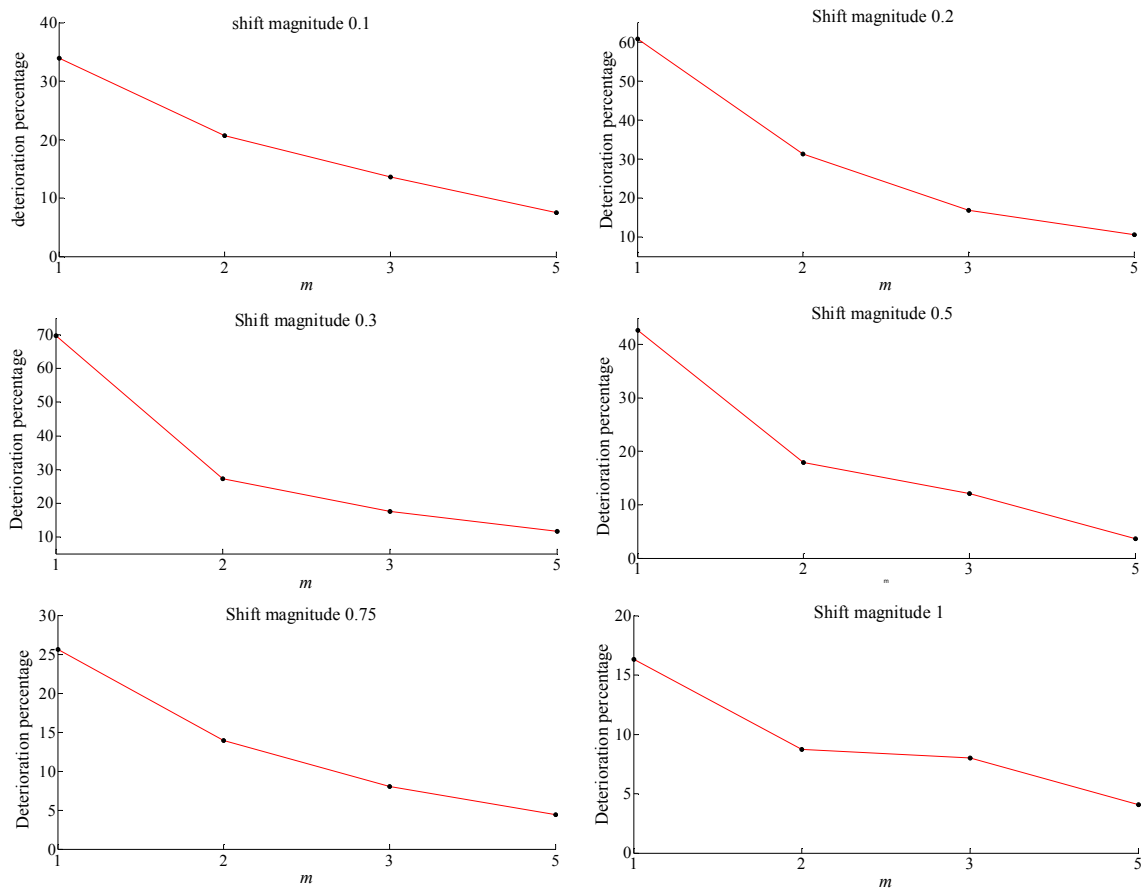 shift magnitude 0.1
deterioration percentage
40
30
20
10
0
1 2 3 5
m
Shift magnitude 0.2
Deterioration percentage
60
50
40
30
20
10
1 2 3 5
m
Shift magnitude 0.3
Deterioration percentage
70
60
50
40
30
20
10
1 2 3 5
m
Shift magnitude 0.5
Deterioration percentage
40
30
20
10
0
1 2 3 5
m
Shift magnitude 0.75
Deterioration percentage
30
25
20
15
10
5
0
1 2 3 5
m
Shift magnitude 1
Deterioration percentage
20
15
10
5
0
1 2 3 5
m